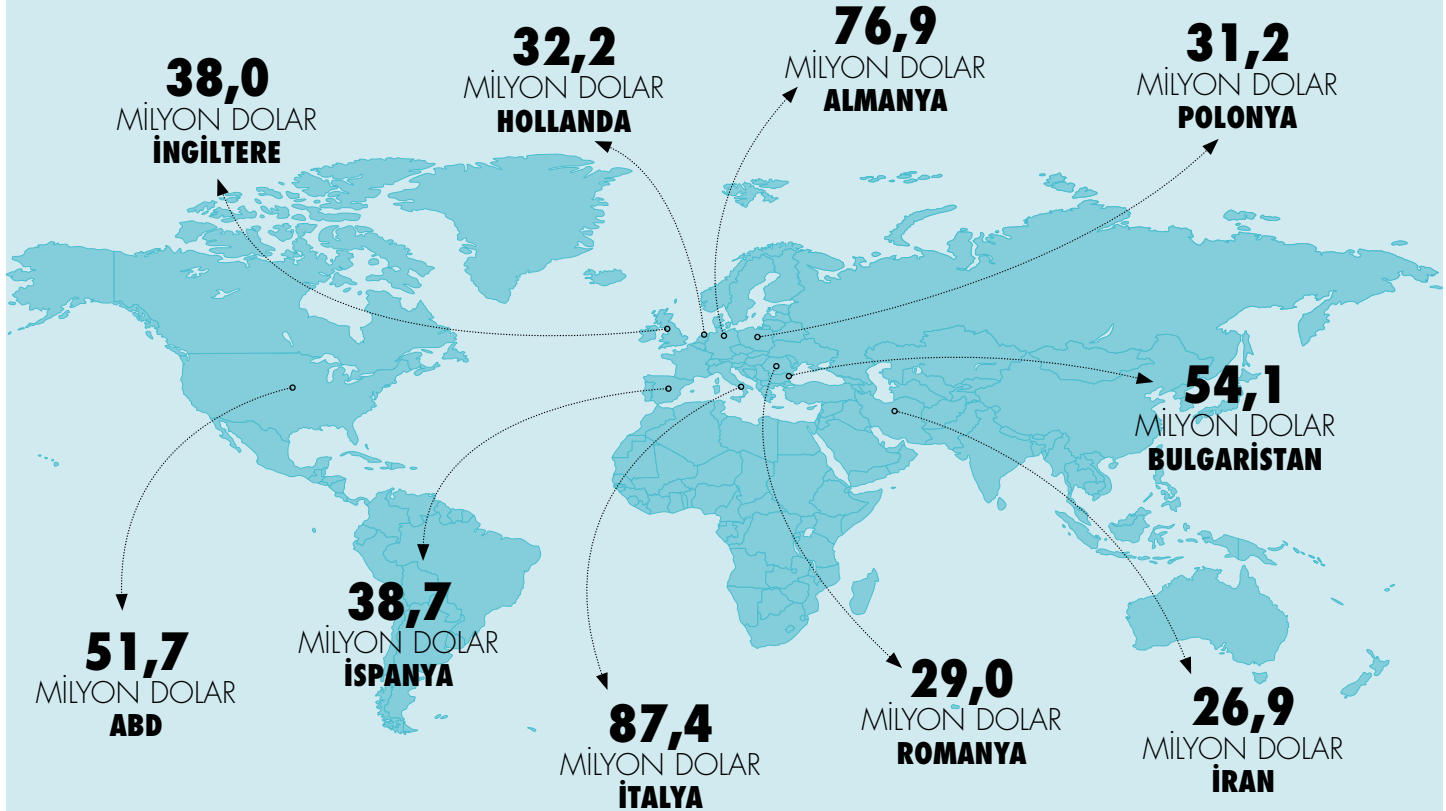 38,0
MİLYON DOLAR
İNGİLTERE
32,2
MİLYON DOLAR
HOLLANDA
76,9
MİLYON DOLAR
ALMANYA
31,2
MİLYON DOLAR
POLONYA
54,1
MİLYON DOLAR
BULGARİSTAN
51,7
MİLYON DOLAR
ABD
38,7
MİLYON DOLAR
İSPANYA
87,4
MİLYON DOLAR
İTALYA
29,0
MİLYON DOLAR
ROMANYA
26,9
MİLYON DOLAR
İRAN